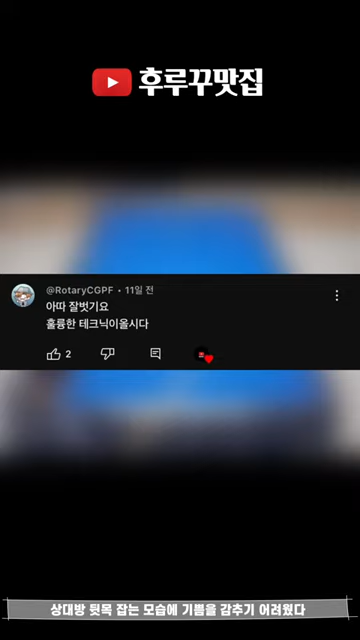 후루꾸맛집
@RotaryCGPF • 11일 전
아따 잘벗기요
훌륭한 테크닉이올시다
2
상대방 뒷목 잡는 모습에 기쁨을 감추기 어려웠다